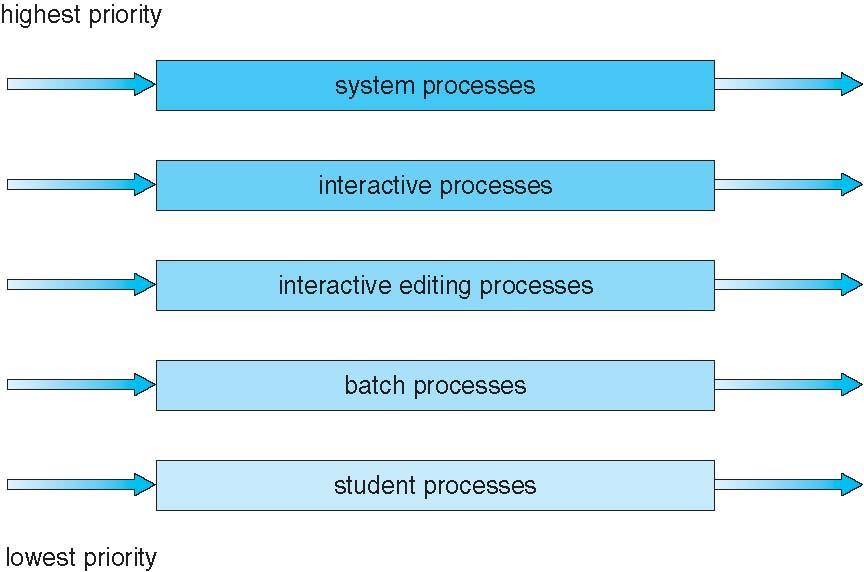 highest priority
system processes
interactive processes
interactive editing processes
batch processes
student processes
lowest priority